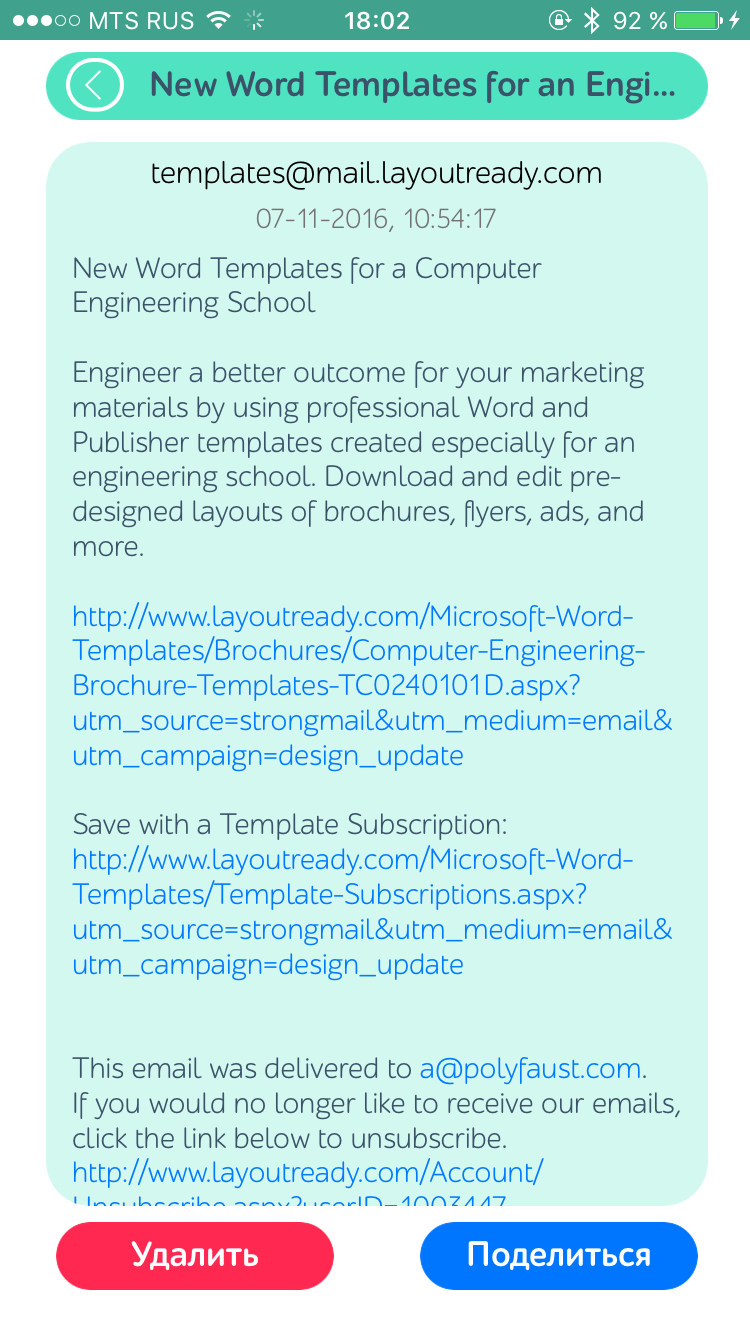 MTS RUS 18:02 92 %
New Word Templates for an Engi...
templates@mail.layoutready.com
07-11-2016, 10:54:17
New Word Templates for a Computer
Engineering School
Engineer a better outcome for your marketing
materials by using professional Word and
Publisher templates created especially for an
engineering school. Download and edit pre-
designed layouts of brochures, flyers, ads, and
more.
http://www.layoutready.com/Microsoft-Word-
Templates/Brochures/Computer-Engineering-
Brochure-Templates-TC0240101D.aspx?
utm_source=strongmail&utm_medium=email&
utm_campaign=design_update
Save with a Template Subscription:
http://www.layoutready.com/Microsoft-Word-
Templates/Template-Subscriptions.aspx?
utm_source=strongmail&utm_medium=email&
utm_campaign=design_update
This email was delivered to a@polyfaust.com.
If you would no longer like to receive our emails,
click the link below to unsubscribe.
http://www.layoutready.com/Account/
Unsubscribe.aspx?userID=1003447
Удалить
Поделиться